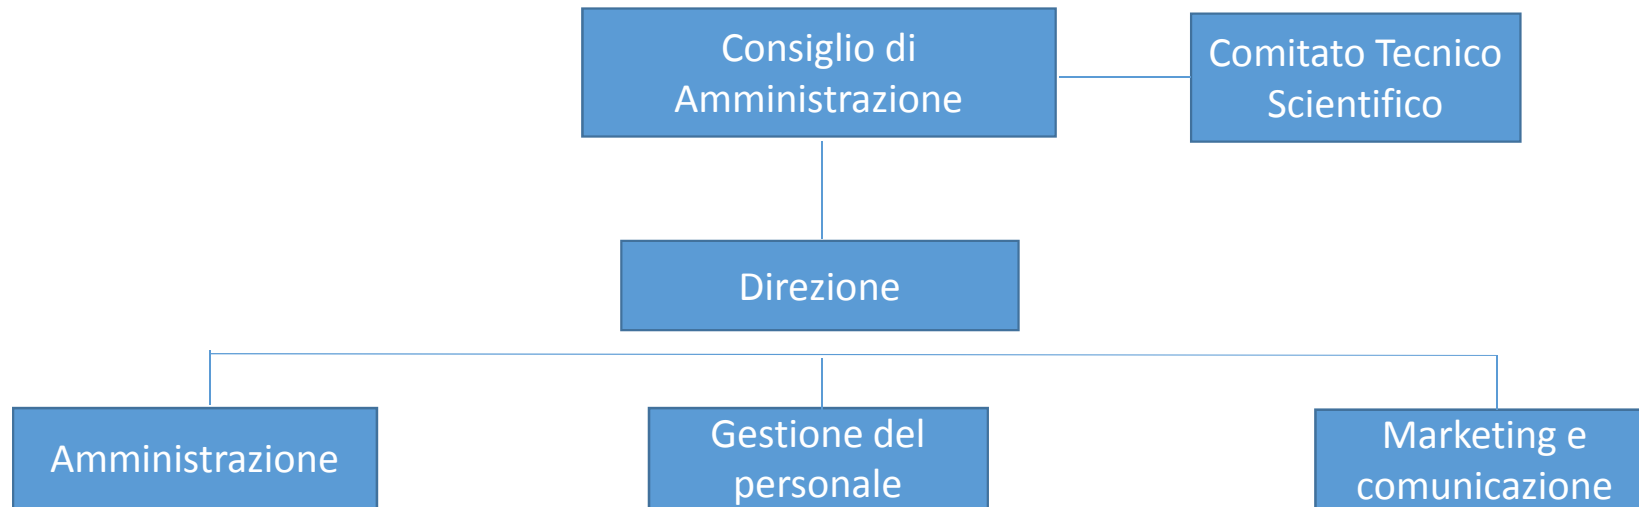 Consiglio di
Amministrazione
Comitato Tecnico
Scientifico
Direzione
Amministrazione
Gestione del
personale
Marketing e
comunicazione